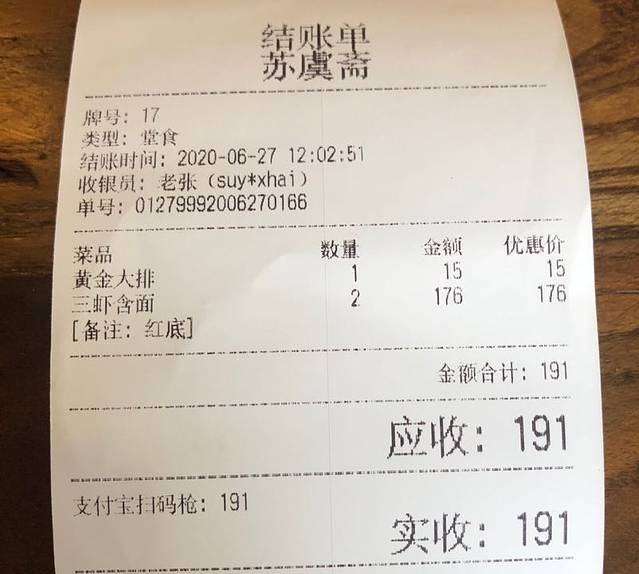 结账单
苏虞斋
牌号: 17
类型: 堂食
结账时间: 2020-06-27 12:02:51
收银员: 老张 (suy*xhai)
单号: 012799992006270166
菜品 数量 金额 优惠价
黄金大排 1 15 15
三虾含面 2 176 176
[备注: 红底]
金额合计: 191
应收: 191
支付宝扫码枪: 191
实收: 191